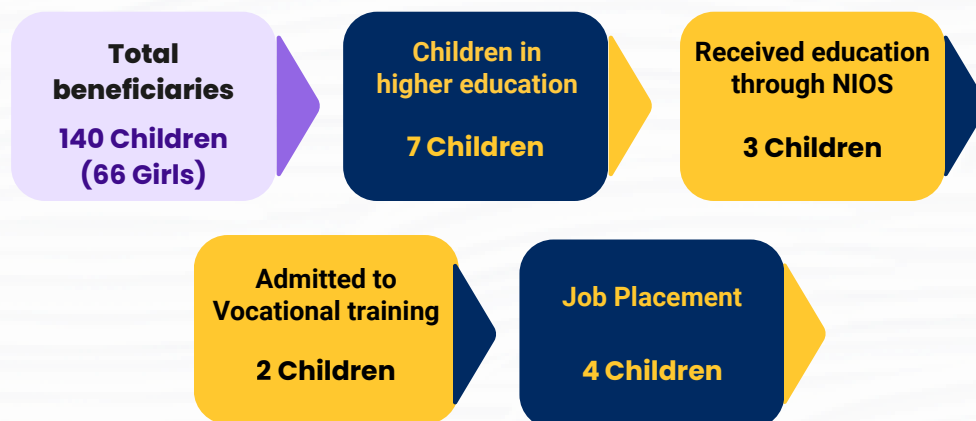 Total
beneficiaries
140 Children
(66 Girls)
Children in
higher education
7 Children
Received education
through NIOS
3 Children
Admitted to
Vocational training
2 Children
Job Placement
4 Children